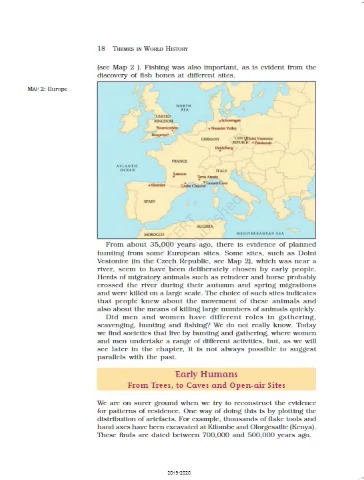 18 THEMES IN WORLD HISTORY
(see Map 2 ). Fishing was also important, as is evident from the
discovery of fish bones at different sites.
MAP 2: Europe
NORTH
SEA
UNITED
KINGDOM
Boxgrove
Schoeningen
Neander Valley
GERMANY
Heidelberg
ATLANTIC
OCEAN
FRANCE
ITALY
Terra Amata
SPAIN
ALGERIA
MOROCCO
MEDITERRANEAN SEA
From about 35,000 years ago, there is evidence of planned
hunting from some European sites. Some sites, such as Dolni
Vestonice (in the Czech Republic, see Map 2), which was near a
river, seem to have been deliberately chosen by early people.
Herds of migratory animals such as reindeer and horse probably
crossed the river during their autumn and spring migrations
and were killed on a large scale. The choice of such sites indicates
that people knew about the movement of these animals and
also about the means of killing large numbers of animals quickly.
Did men and women have different roles in gathering,
scavenging, hunting and fishing? We do not really know. Today
we find societies that live by hunting and gathering, where women
and men undertake a range of different activities, but, as we will
see later in the chapter, it is not always possible to suggest
parallels with the past.
Early Humans
From Trees, to Caves and Open-air Sites
We are on surer ground when we try to reconstruct the evidence
for patterns of residence. One way of doing this is by plotting the
distribution of artefacts. For example, thousands of flake tools and
hand axes have been excavated at Kilombe and Olorgesailie (Kenya).
These finds are dated between 700,000 and 500,000 years ago.
2019-2020